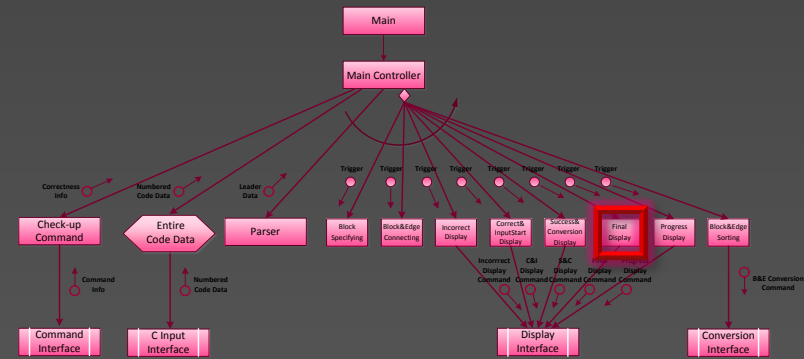 Main
Main Controller
Correctness
Info
Numbered
Code Data
Leader
Data
Trigger
Trigger
Trigger
Trigger
Trigger
Trigger
Trigger
Trigger
Check-up
Command
Entire
Code Data
Parser
Block
Specifying
Block&Edge
Connecting
Incorrect
Display
Correct&
InputStart
Display
Success&
Conversion
Display
Final
Display
Progress
Display
Block&Edge
Sorting
Command
Info
Numbered
Code Data
Incorrrect
Display
Command
C&I
Display
Command
S&C
Display
Command
Display
Command
Display
Command
B&E Conversion
Command
Command
Interface
C Input
Interface
Display
Interface
Conversion
Interface